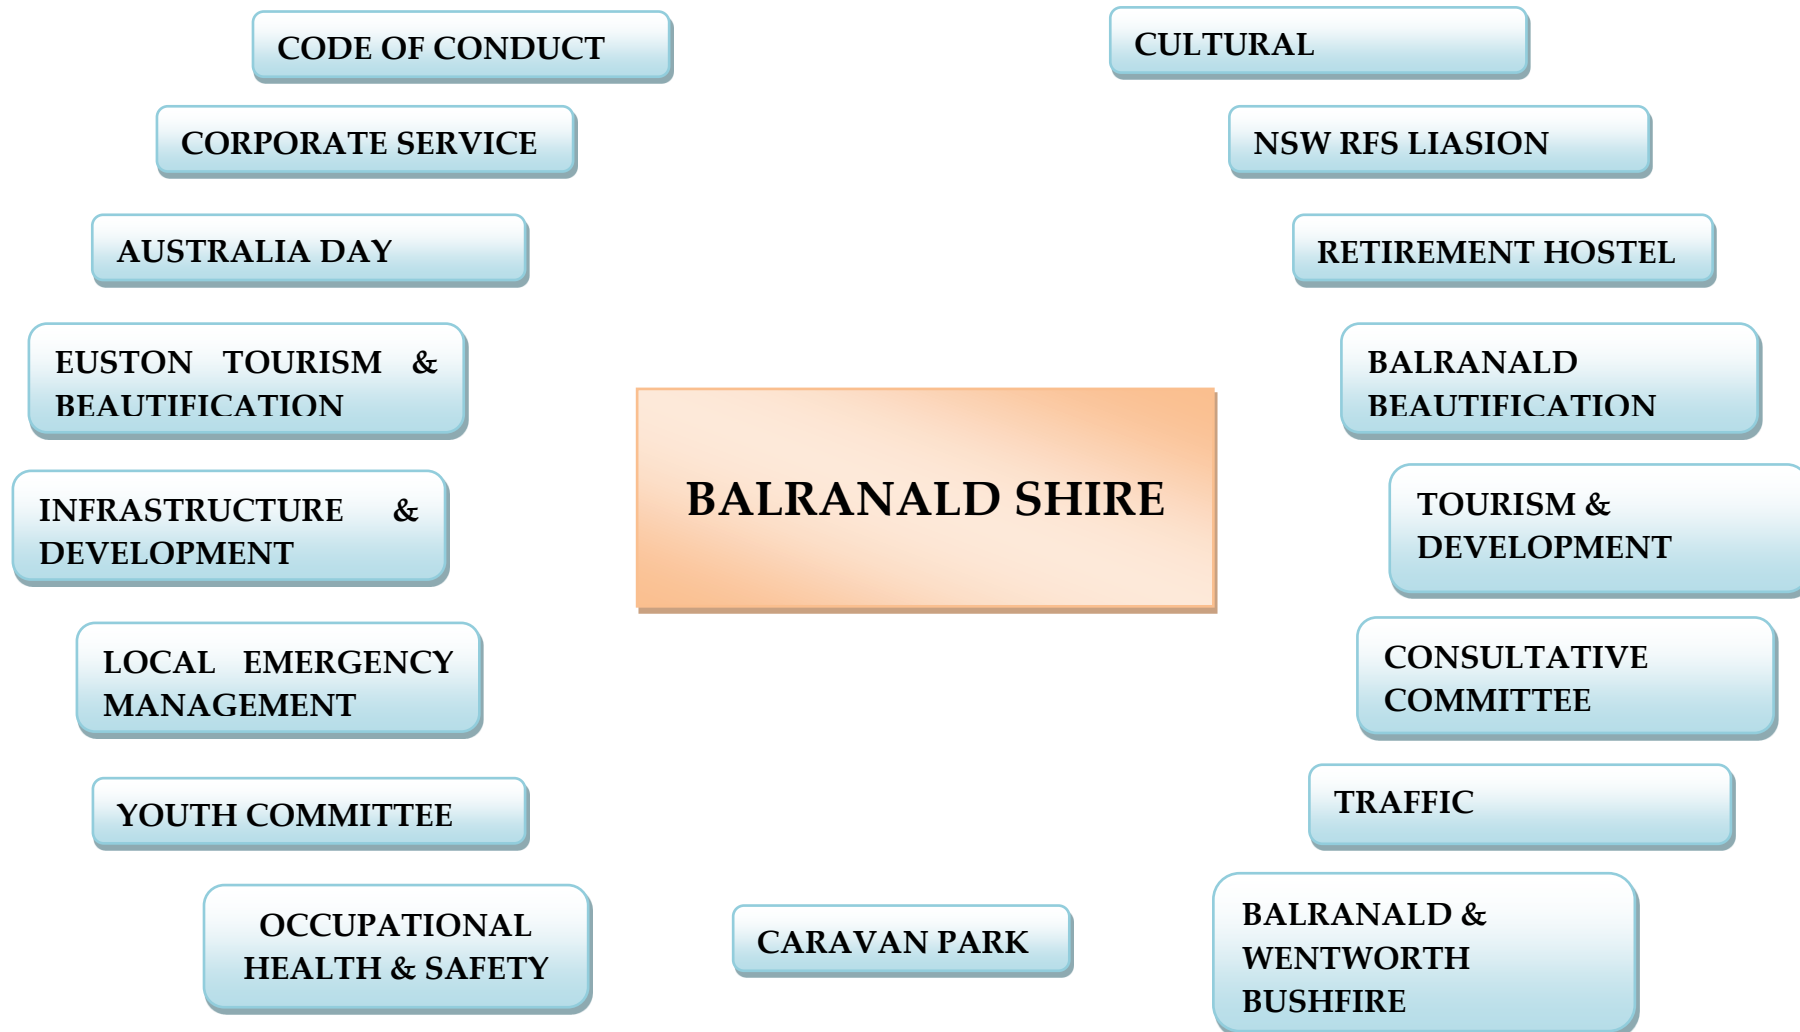 CODE OF CONDUCT
CULTURAL
CORPORATE SERVICE
NSW RFS LIASION
AUSTRALIA DAY
RETIREMENT HOSTEL
EUSTON TOURISM &
BEAUTIFICATION
BALRANALD
BEAUTIFICATION
BALRANALD SHIRE
INFRASTRUCTURE &
DEVELOPMENT
TOURISM &
DEVELOPMENT
LOCAL EMERGENCY
MANAGEMENT
CONSULTATIVE
COMMITTEE
YOUTH COMMITTEE
TRAFFIC
OCCUPATIONAL
HEALTH & SAFETY
CARAVAN PARK
BALRANALD &
WENTWORTH
BUSHFIRE